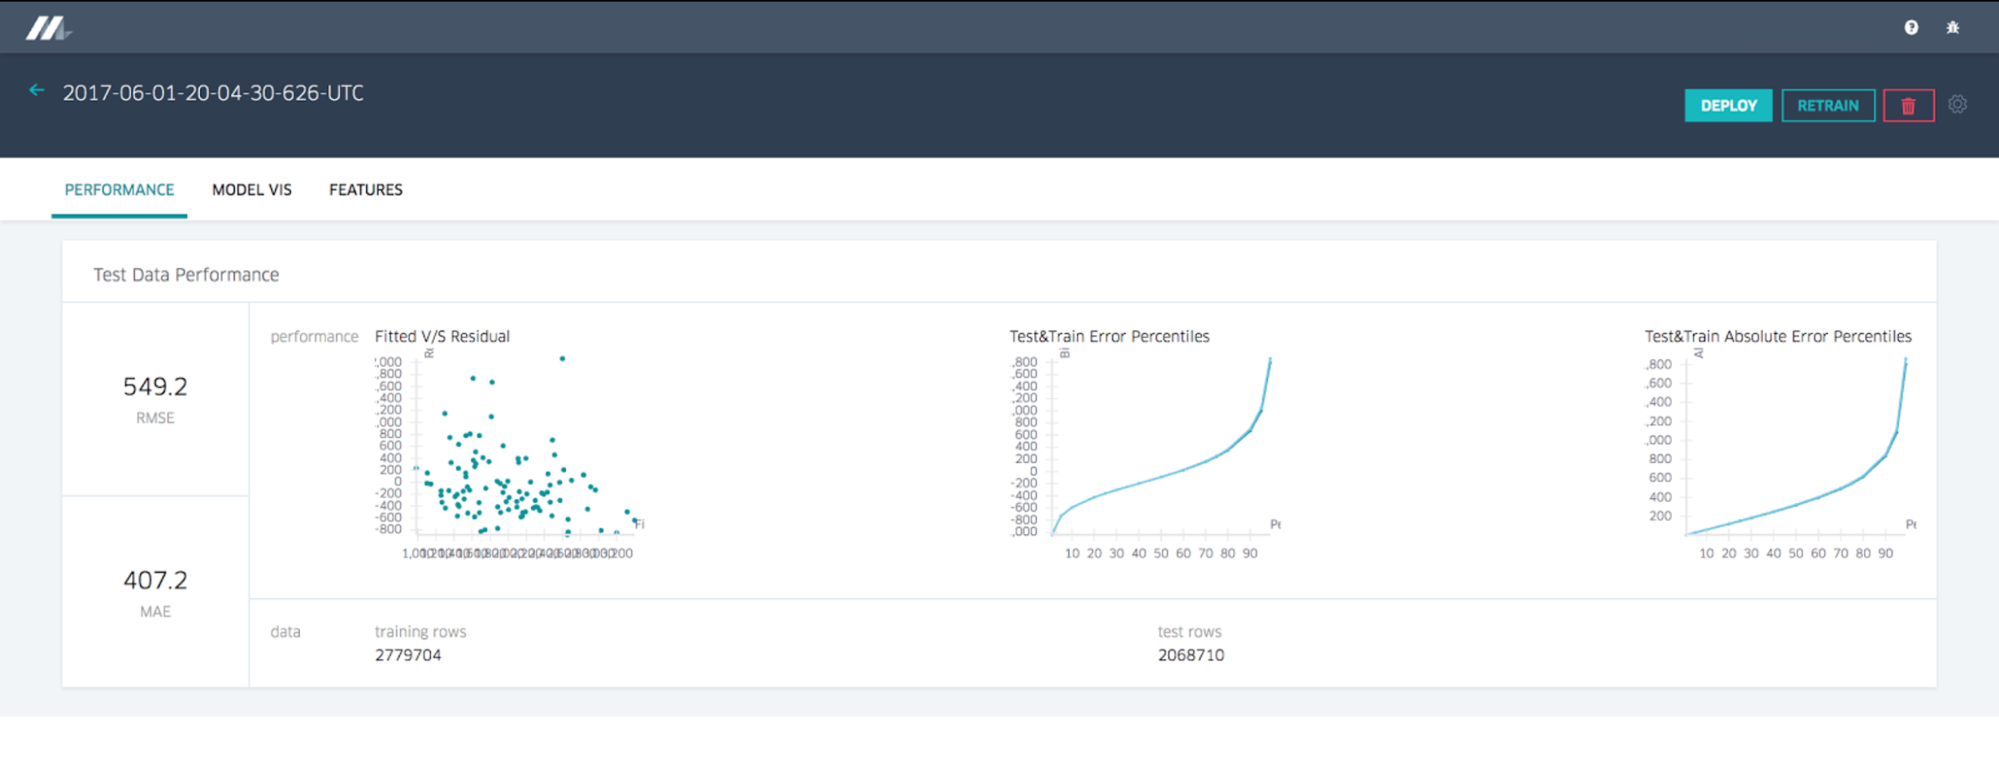 2017-06-01-20-04-30-626-UTC
DEPLOY
RETRAIN
PERFORMANCE
MODEL VIS
FEATURES
Test Data Performance
549.2
RMSE
407.2
MAE
performance
Fitted V/S Residual
,000
,800
,600
,400
,200
,000
800
600
400
200
0
-200
-400
-600
-800
Fi
Test&Train Error Percentiles
Bi
,800
,600
,400
,200
,000
800
600
400
200
0
-200
-400
-600
-800
,000
Pe
10 20 30 40 50 60 70 80 90
Test&Train Absolute Error Percentiles
,800
,600
,400
,200
,000
800
600
400
200
10 20 30 40 50 60 70 80 90
data
training rows
2779704
test rows
2068710